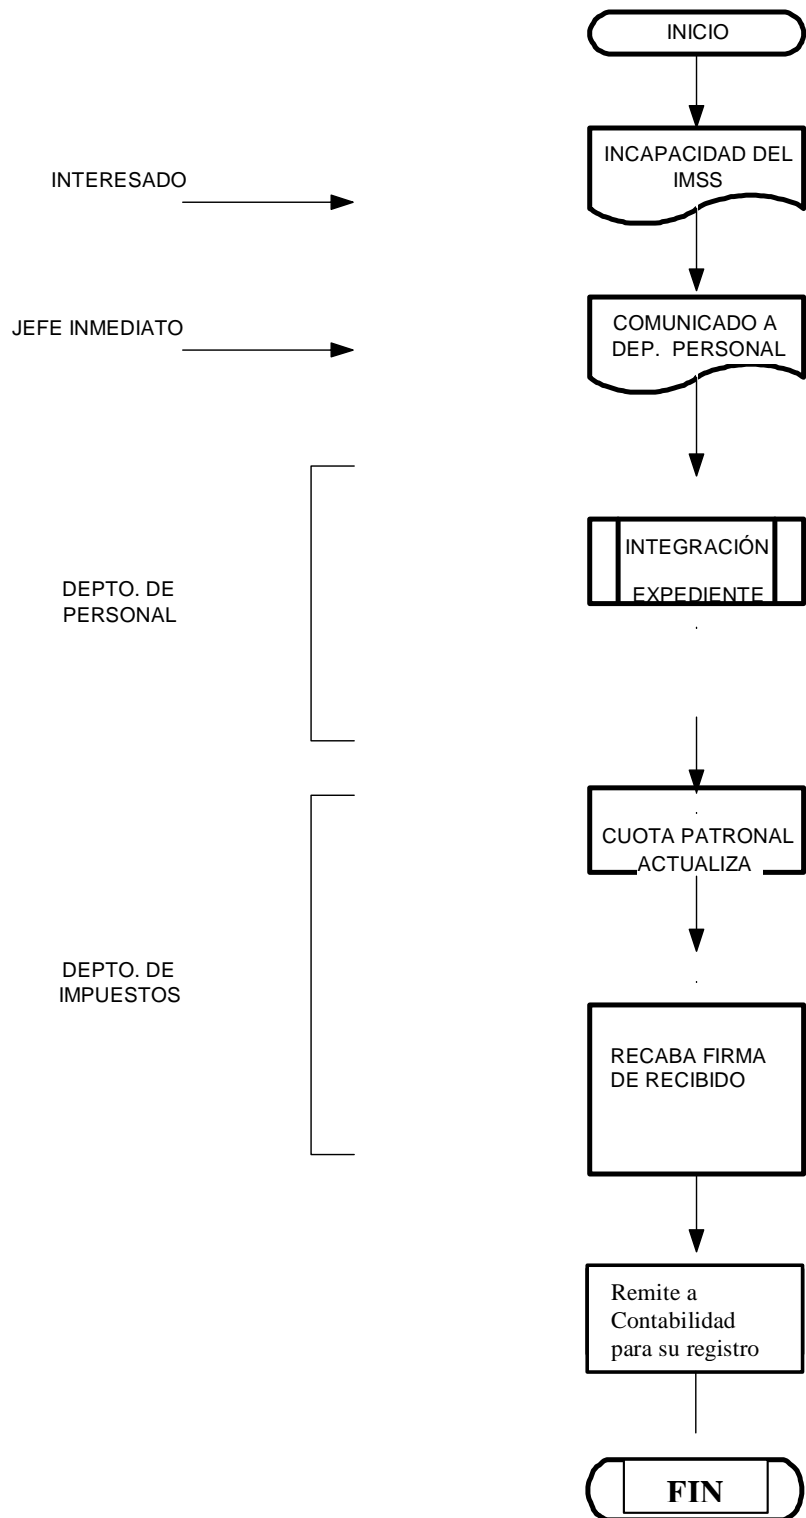 INICIO
INCAPACIDAD DEL
IMSS
INTERESADO
JEFE INMEDIATO
COMUNICADO A
DEP. PERSONAL
INTEGRACIÓN
EXPEDIENTE
DEPTO. DE
PERSONAL
CUOTA PATRONAL
ACTUALIZA
DEPTO. DE
IMPUESTOS
RECABA FIRMA
DE RECIBIDO
Remite a
Contabilidad
para su registro
FIN